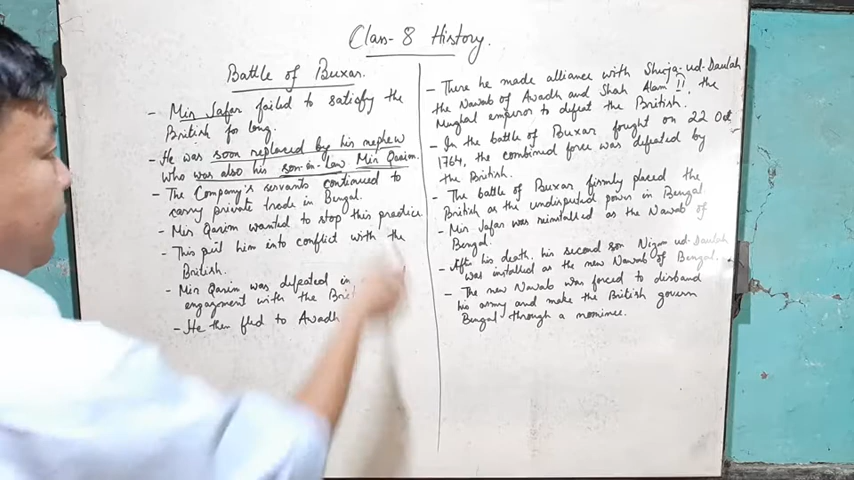 Class- 8 History.
Battle of Buxar.
- Mir Jafar failed to satisfy the
British for long.
- He was soon replaced by his nephew
who was also his son-in-law Mir Qasim.
- The Company's servants continued to
carry private trade in Bengal.
- Mir Qasim wanted to stop this practice
- This put him into conflict with the
British.
- Mir Qasim was defeated in
engagement with the
- He then fled to Avadh
- There he made alliance with Shuja-ud-Daulah
the Nawab of Avadh and Shah Alam II, the
Mughal emperor to defeat the British.
- In the battle of Buxar fought on 22 Oct
1764, the combined force was defeated by
the British.
- The battle of Buxar firmly placed the
British as the undisputed power in Bengal.
- Mir Jafar was reinstalled as the Nawab of
Bengal.
- After his death, his second son Nizam ud-Daulah
was installed as the new Nawab of Bengal.
- The new Nawab was forced to disband
his army and make the British govern
Bengal through a nominee.